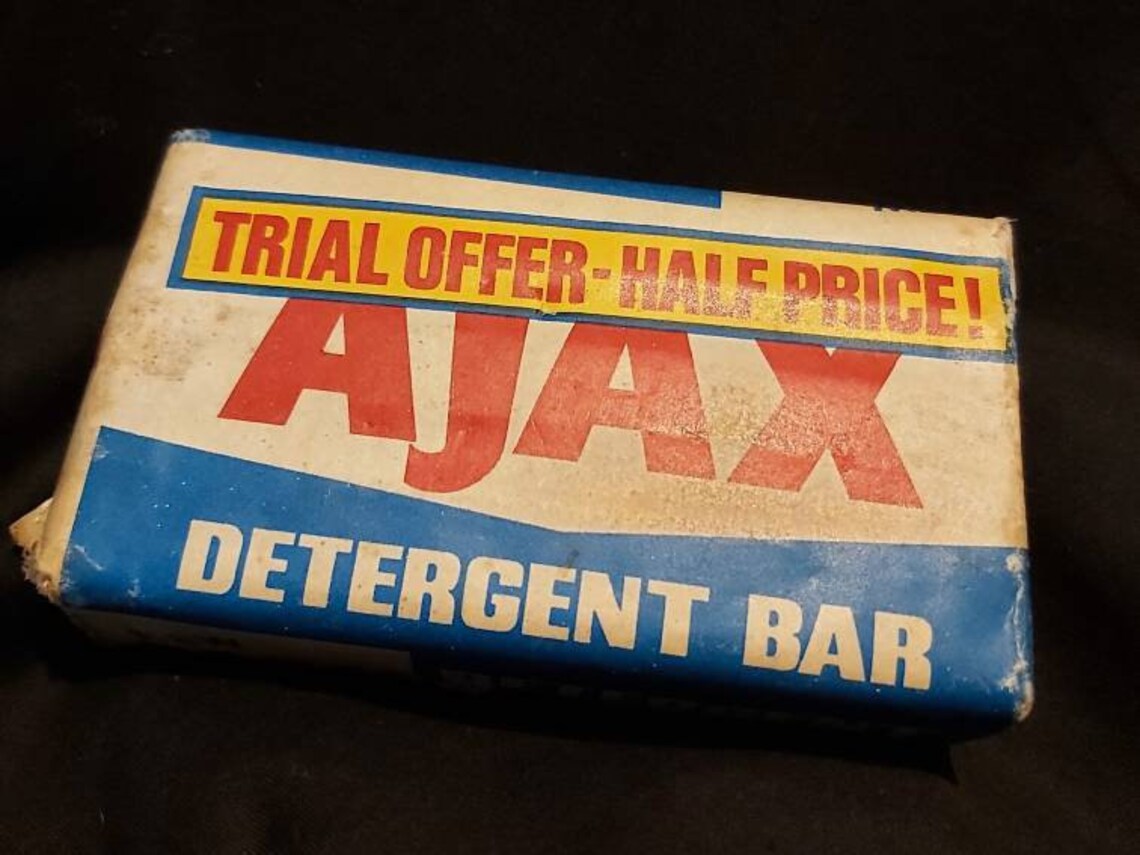 TRIAL OFFER-HALF PRICE!
AJAX
DETERGENT BAR